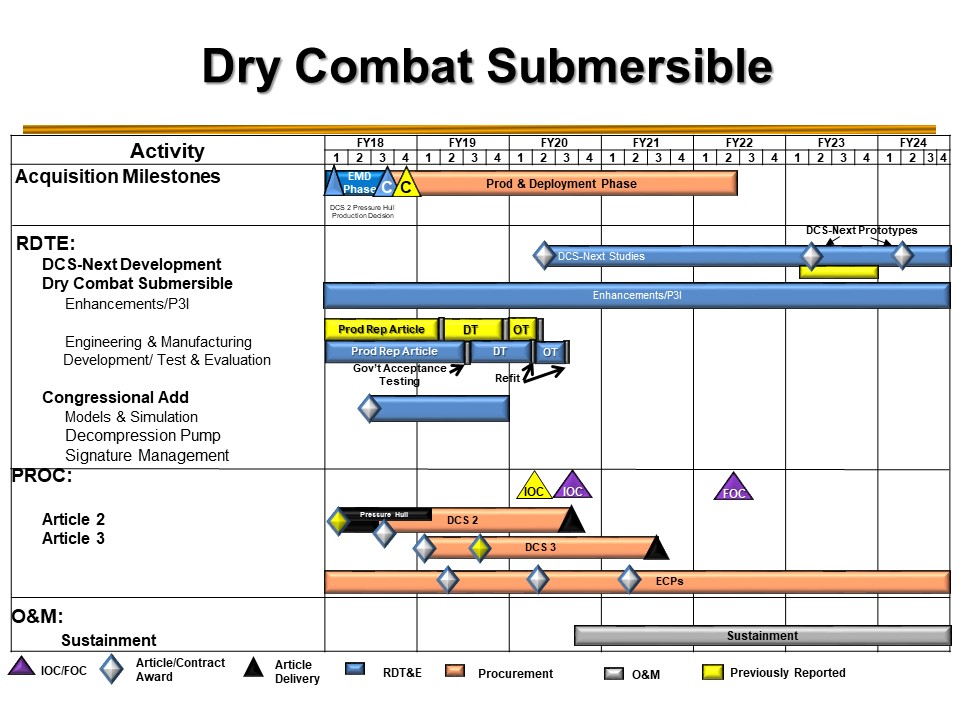 Dry Combat Submersible
Activity
FY18 FY19 FY20 FY21 FY22 FY23 FY24
1 2 3 4 1 2 3 4 1 2 3 4 1 2 3 4 1 2 3 4 1 2 3 4 1 2 3 4
Acquisition Milestones
EMD
Phase
C
C
Prod & Deployment Phase
DCS 2 Pressure Hull
Production Decision
RDTE:
DCS-Next Prototypes
DCS-Next Development
DCS-Next Studies
Dry Combat Submersible
Enhancements/P3I
Enhancements/P3I
Prod Rep Article DT OT
Engineering & Manufacturing
Development/ Test & Evaluation
Prod Rep Article DT OT
Gov't Acceptance
Testing
Refit
Congressional Add
Models & Simulation
Decompression Pump
Signature Management
PROC:
IOC IOC FOC
Pressure Hull
Article 2
DCS 2
Article 3
DCS 3
ECPs
O&M:
Sustainment
Sustainment
IOC/FOC
Article/Contract
Award
Article
Delivery
RDT&E
Procurement
O&M
Previously Reported